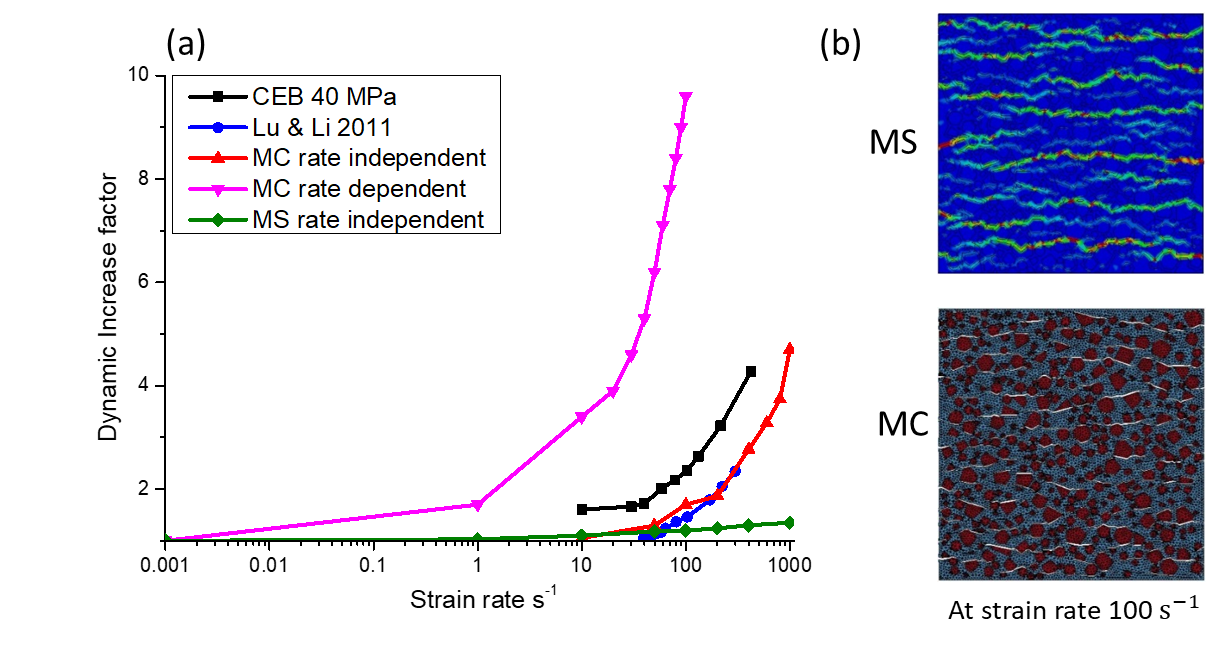 (a)
(b)
10
8
6
4
2
Dynamic Increase factor
CEB 40 MPa
Lu & Li 2011
MC rate independent
MC rate dependent
MS rate independent
0.001
0.01
0.1
1
10
100
1000
Strain rate s⁻¹
MS
MC
At strain rate 100 s⁻¹